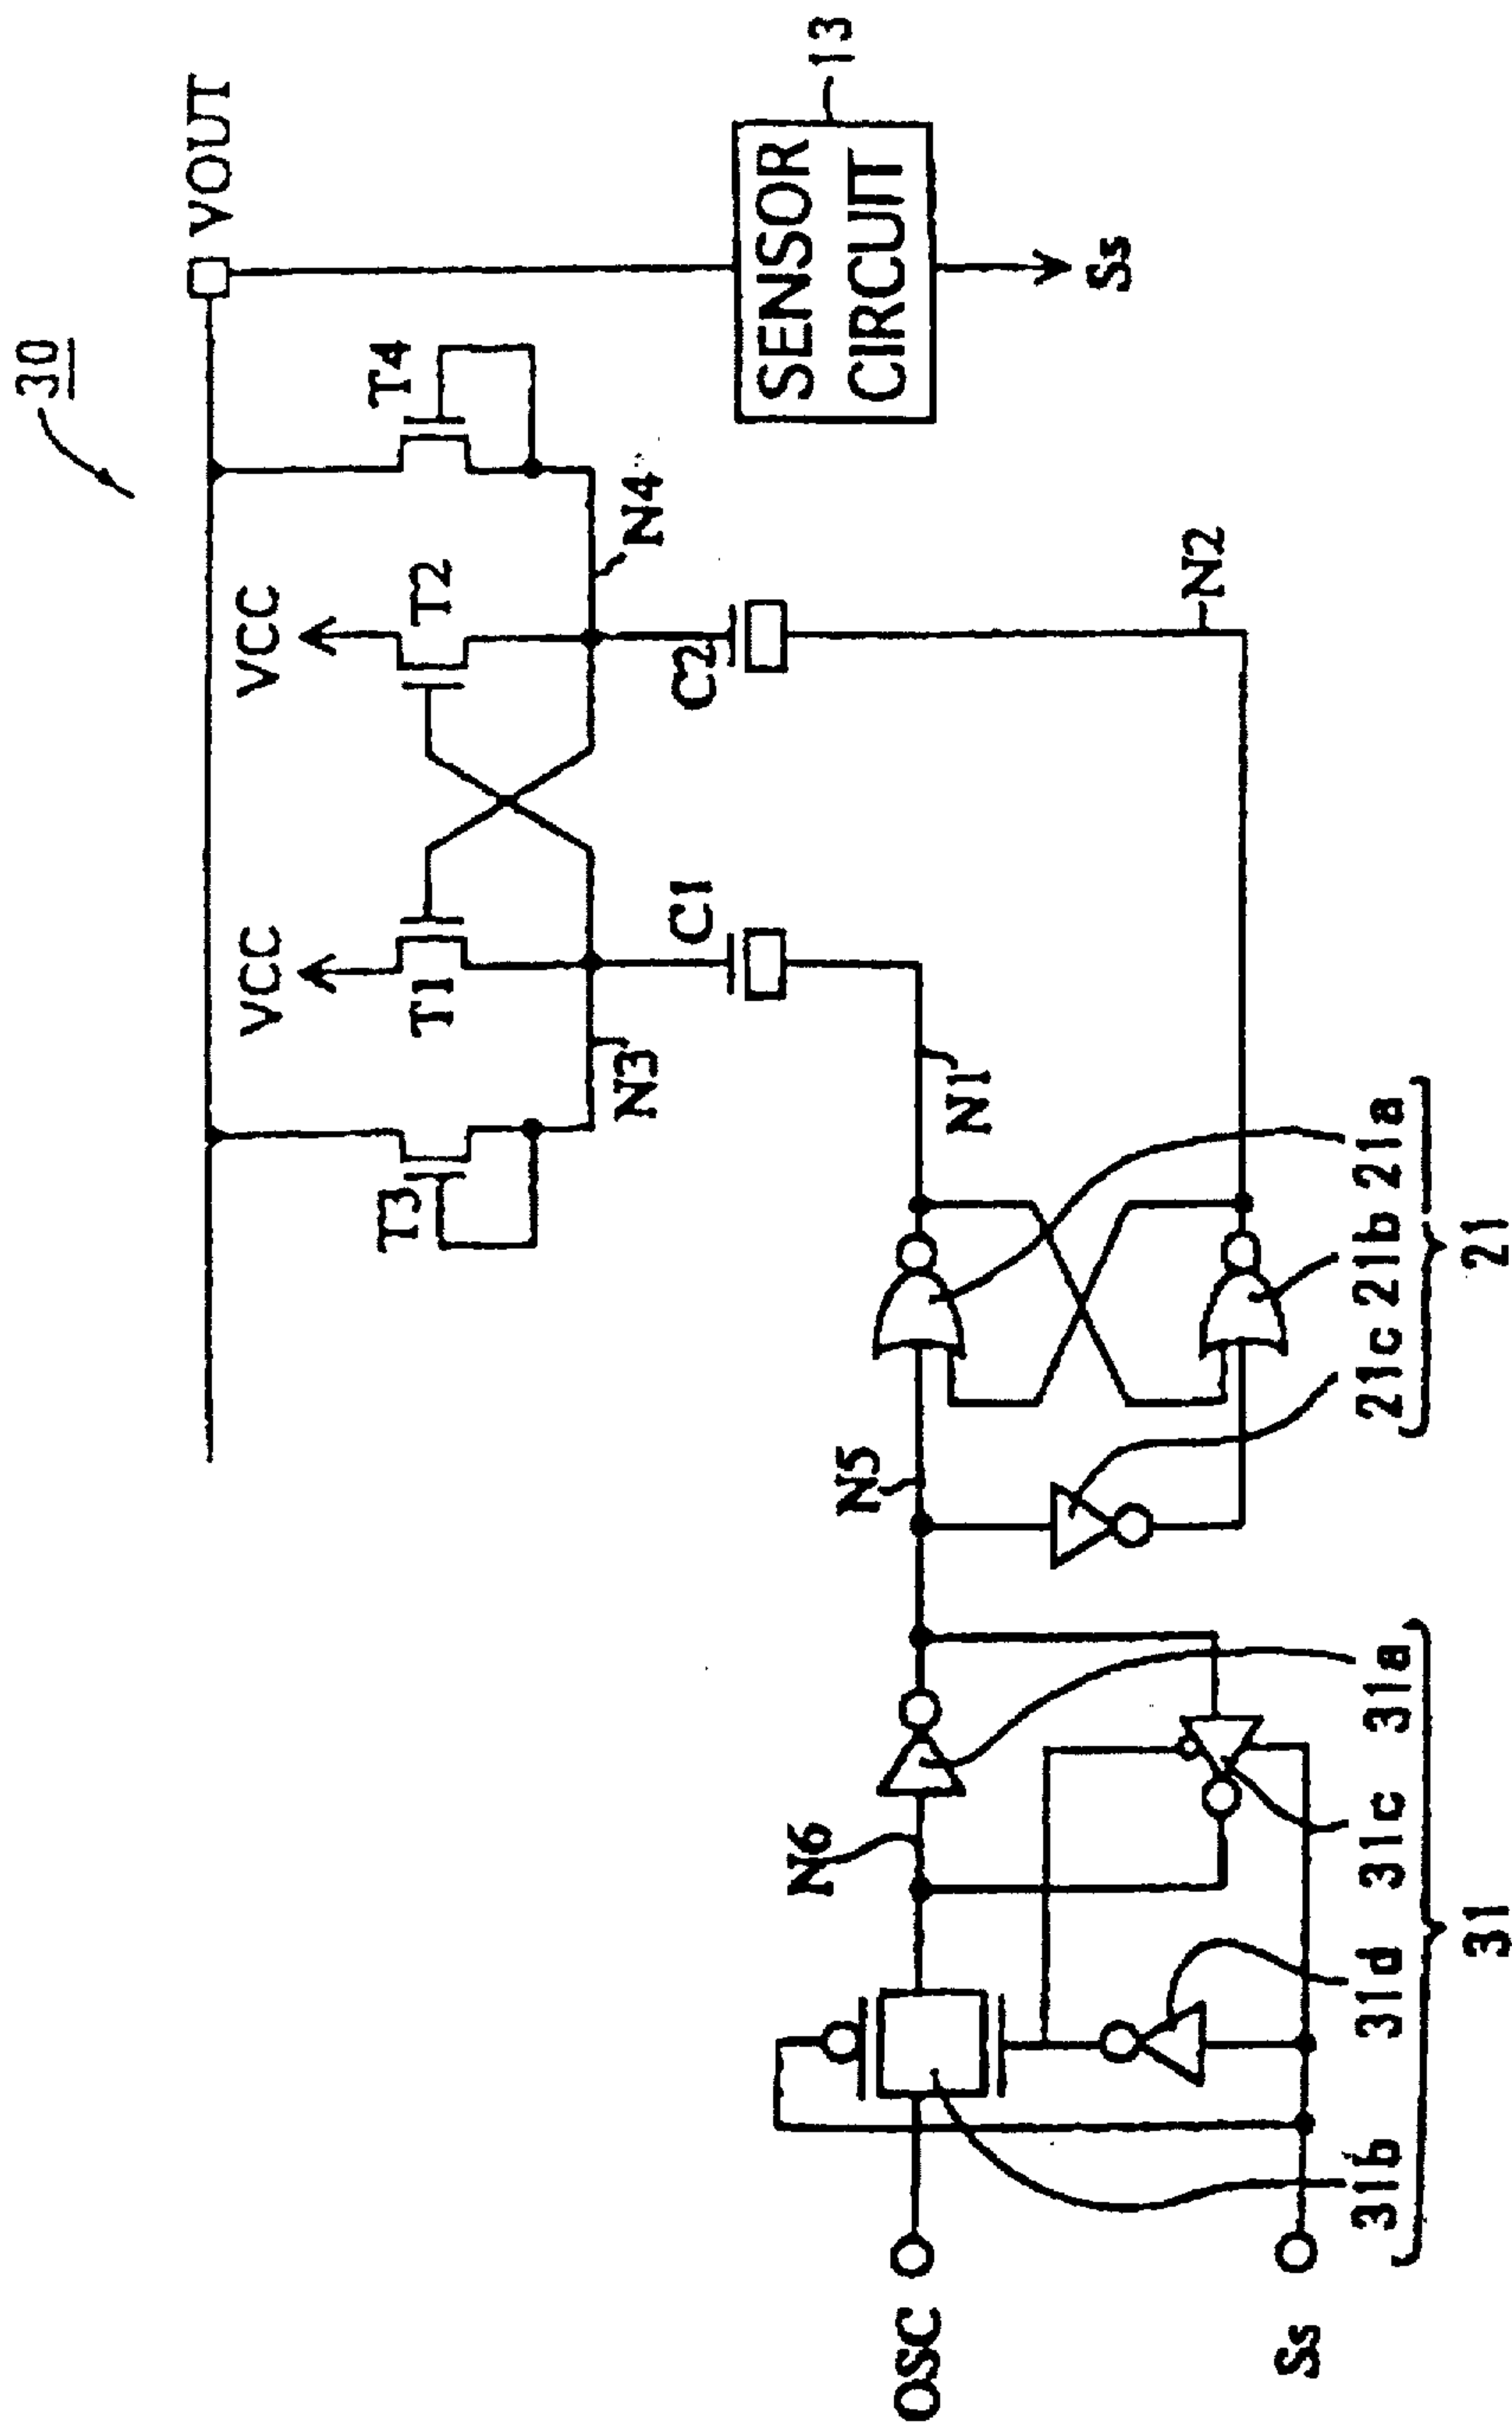 30
VOUT
VCC
VCC
T3
T1
T2
T4
N3
N4
C1
C2
SENSOR
CIRCUIT
13
Ss
N1
N2
N5
N6
OSC
Ss
31b
31d
31c
31a
31
21c
21b
21a
21